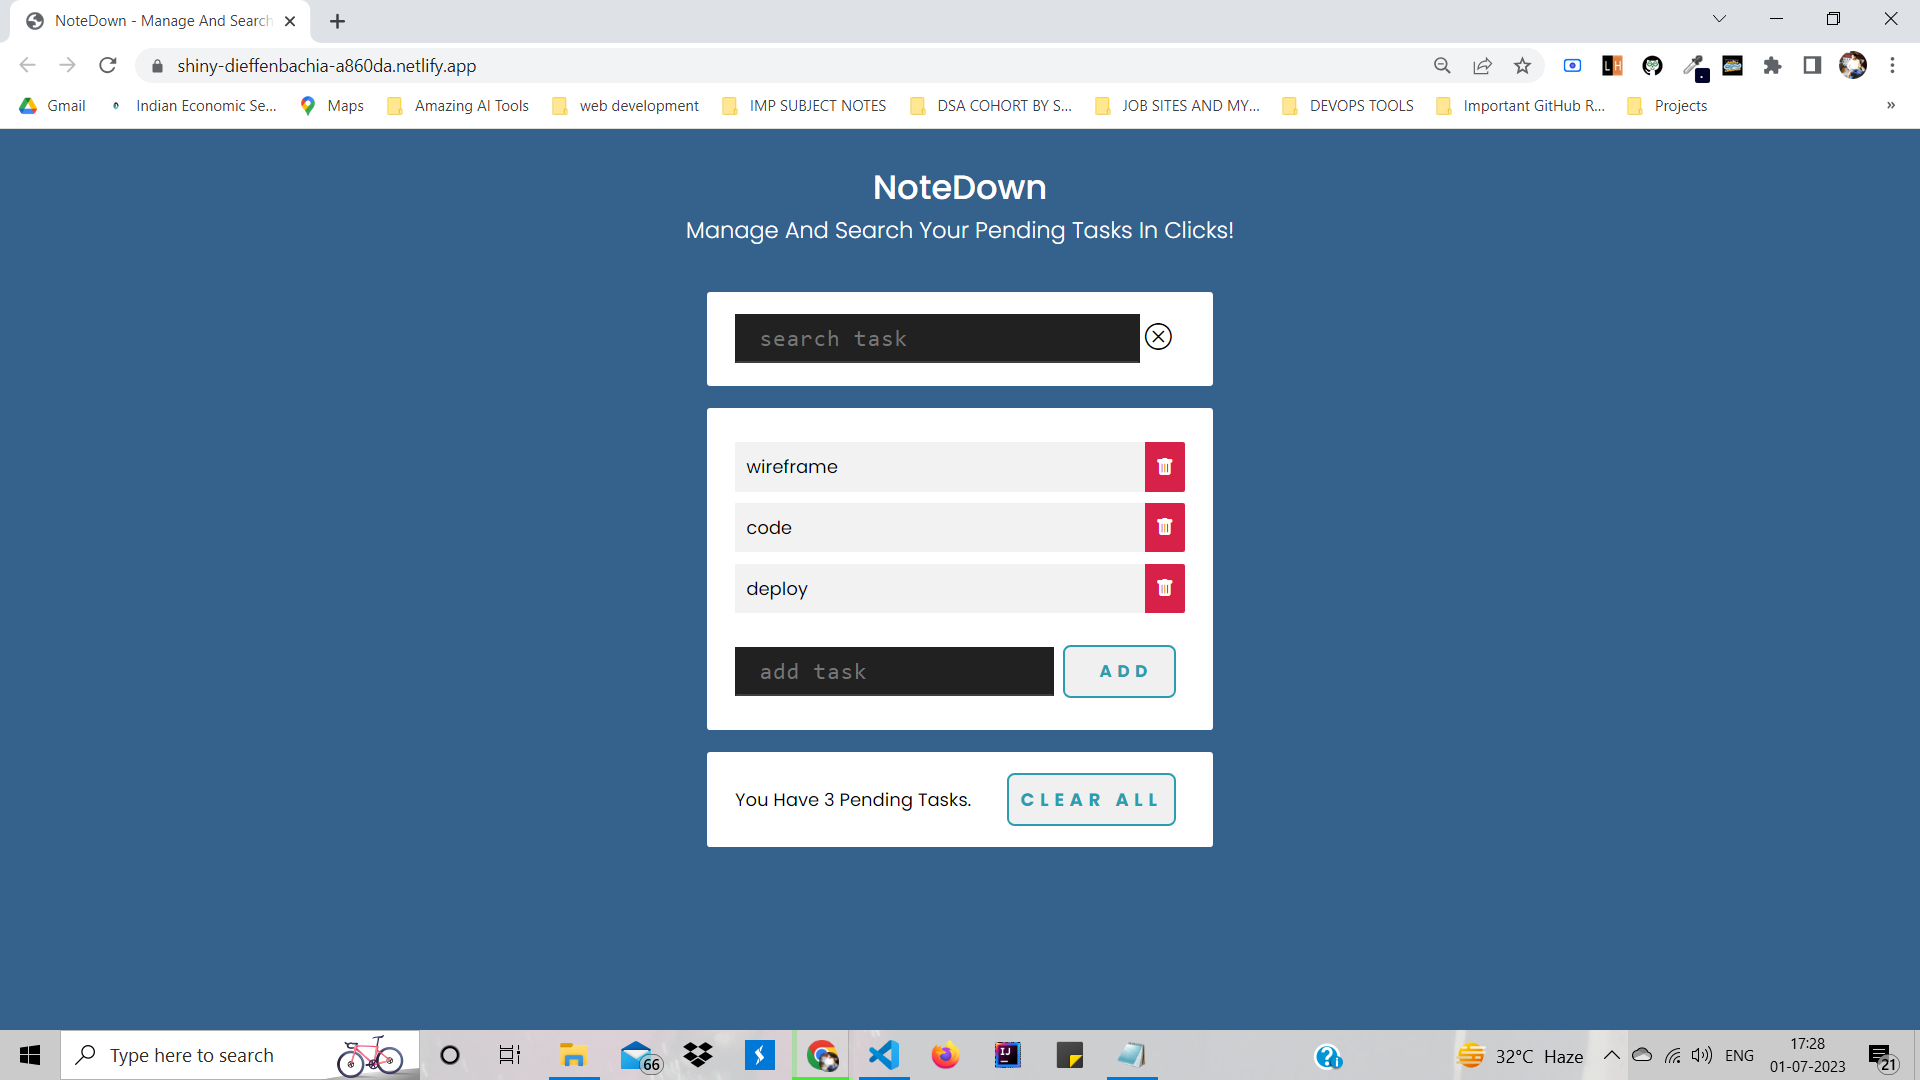 NoteDown - Manage And Search
shiny-dieffenbachia-a860da.netlify.app
LH
Gmail
Indian Economic Se...
Maps
Amazing AI Tools
web development
IMP SUBJECT NOTES
DSA COHORT BY S...
JOB SITES AND MY...
DEVOPS TOOLS
Important GitHub R...
Projects
»
NoteDown
Manage And Search Your Pending Tasks In Clicks!
search task
wireframe
code
deploy
add task
ADD
You Have 3 Pending Tasks.
CLEAR ALL
Type here to search
66
IJ
32°C Haze
ENG
17:28
01-07-2023
21